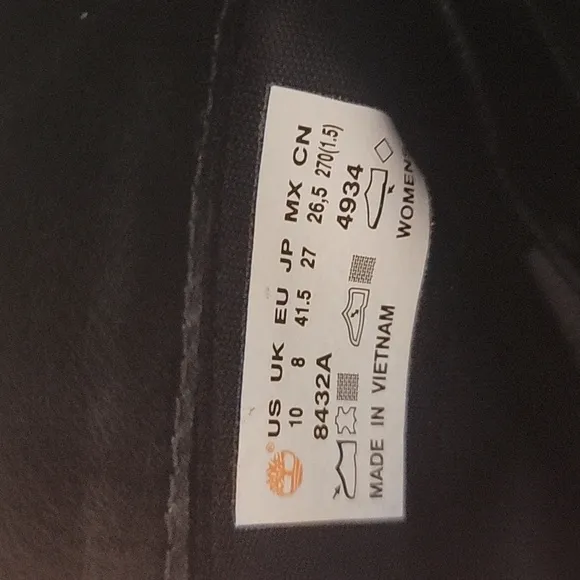 ® US UK EU JP MX CN
10 8 41.5 27 26,5 270(1.5)
8432A 4934
MADE IN VIETNAM WOMEN